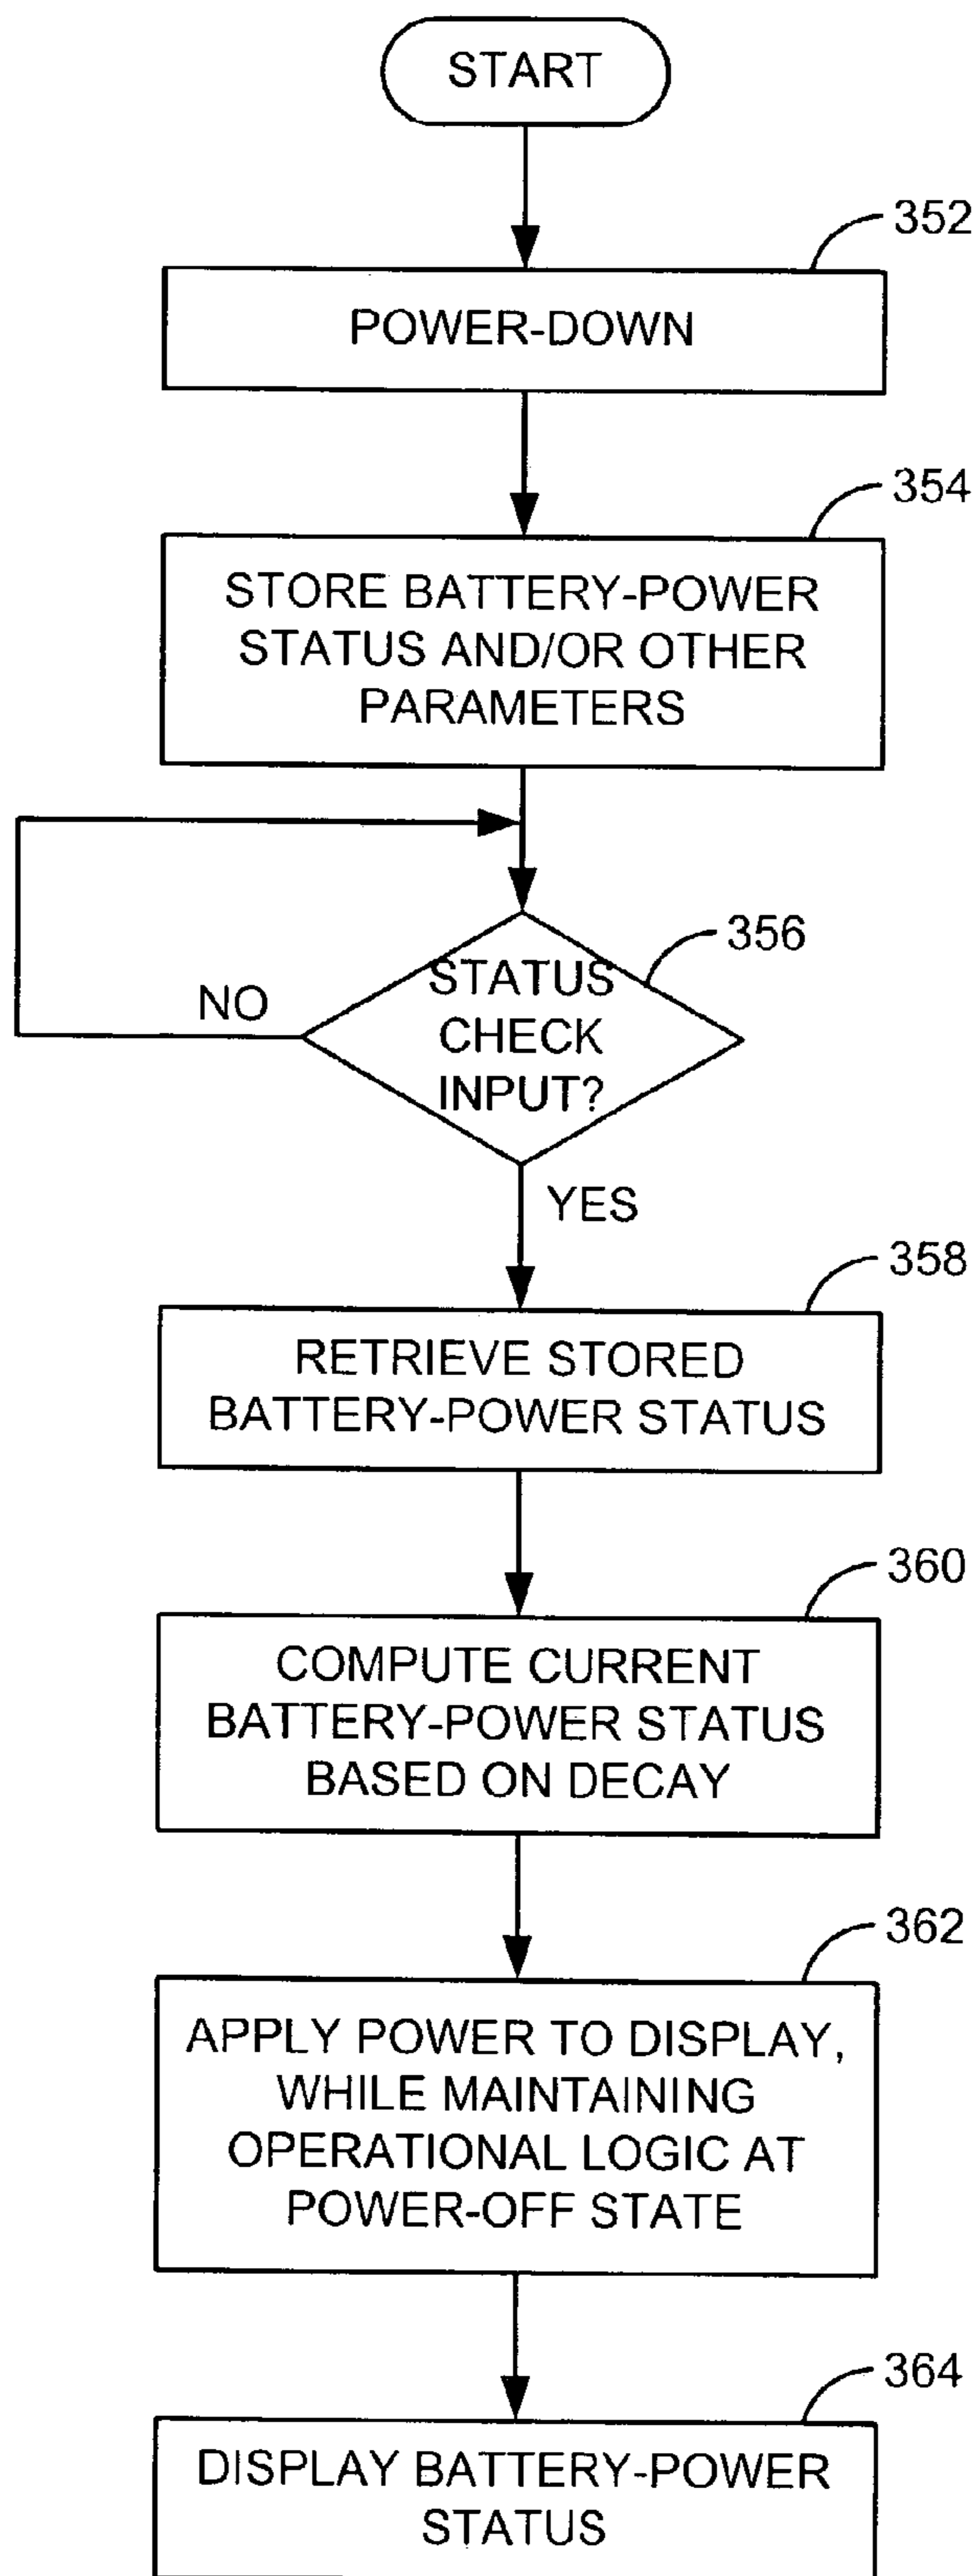 START
352
POWER-DOWN
354
STORE BATTERY-POWER
STATUS AND/OR OTHER
PARAMETERS
356
STATUS
CHECK
INPUT?
NO
YES
358
RETRIEVE STORED
BATTERY-POWER STATUS
360
COMPUTE CURRENT
BATTERY-POWER STATUS
BASED ON DECAY
362
APPLY POWER TO DISPLAY,
WHILE MAINTAINING
OPERATIONAL LOGIC AT
POWER-OFF STATE
364
DISPLAY BATTERY-POWER
STATUS